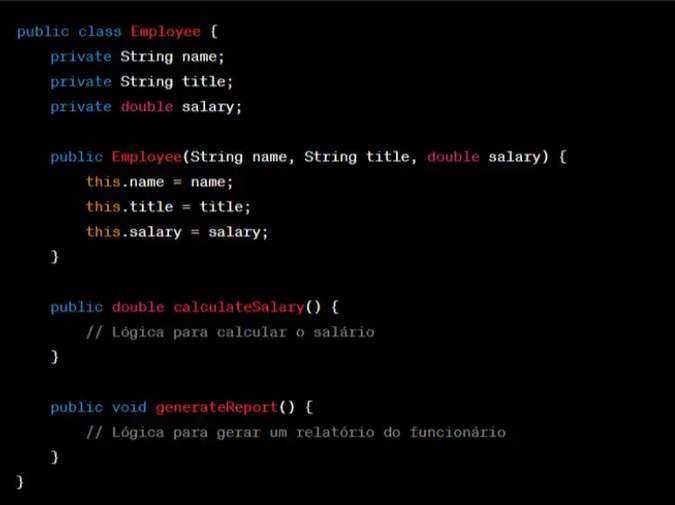 public class Employee {
    private String name;
    private String title;
    private double salary;

    public Employee(String name, String title, double salary) {
        this.name = name;
        this.title = title;
        this.salary = salary;
    }

    public double calculateSalary() {
        // Lógica para calcular o salário
    }

    public void generateReport() {
        // Lógica para gerar um relatório do funcionário
    }
}